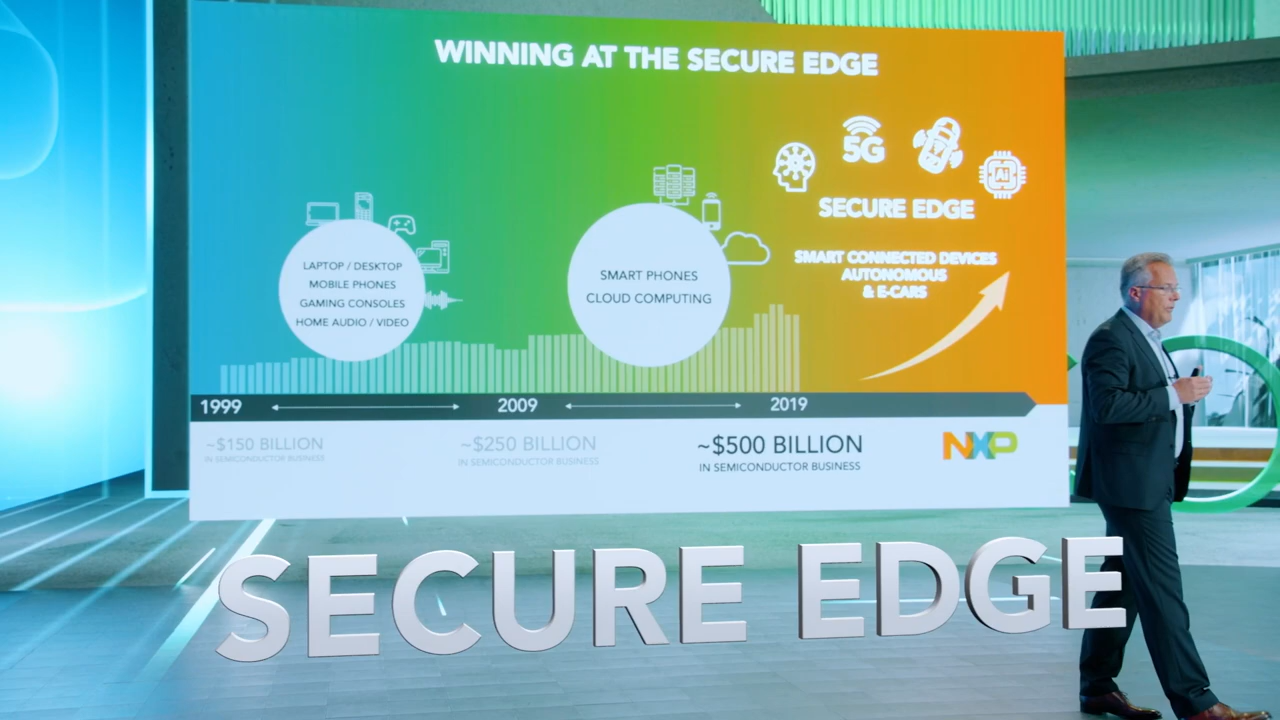 WINNING AT THE SECURE EDGE
5G
Ai
SECURE EDGE
SMART CONNECTED DEVICES
AUTONOMOUS
& E-CARS
LAPTOP / DESKTOP
MOBILE PHONES
GAMING CONSOLES
HOME AUDIO / VIDEO
SMART PHONES
CLOUD COMPUTING
1999
2009
2019
~$150 BILLION
IN SEMICONDUCTOR BUSINESS
~$250 BILLION
IN SEMICONDUCTOR BUSINESS
~$500 BILLION
IN SEMICONDUCTOR BUSINESS
NXP
SECURE EDGE